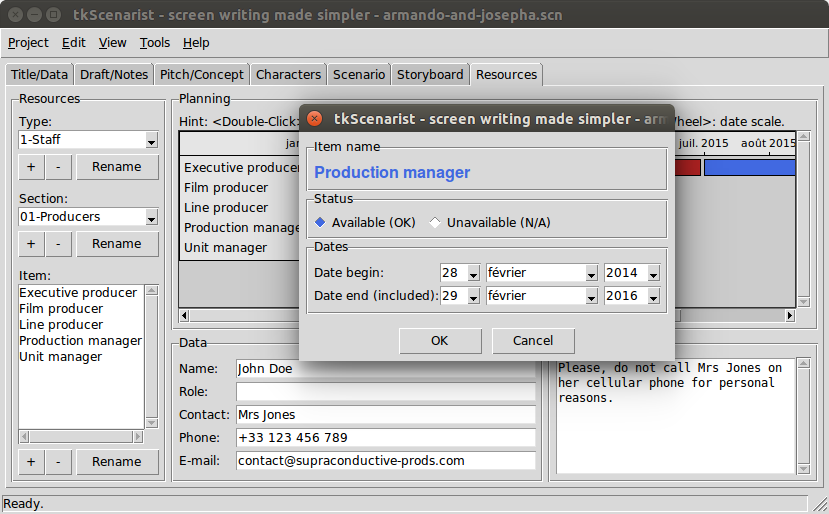 tkScenarist - screen writing made simpler - armando-and-josepha.scn
Project Edit View Tools Help
Title/Data Draft/Notes Pitch/Concept Characters Scenario Storyboard Resources
Resources
Type:
1-Staff
+ - Rename
Section:
01-Producers
+ - Rename
Item:
Executive producer
Film producer
Line producer
Production manager
Unit manager
+ - Rename
Planning
Hint: <Double-Click> Wheel>: date scale.
juil. 2015 août 2015
Executive producer
Film producer
Line producer
Production manage
Unit manager
tkScenarist - screen writing made simpler - arm
Item name
Production manager
Status
Available (OK) Unavailable (N/A)
Dates
Date begin: 28 février 2014
Date end (included): 29 février 2016
OK Cancel
Data
Name: John Doe
Role:
Contact: Mrs Jones
Phone: +33 123 456 789
E-mail: contact@supraconductive-prods.com
Please, do not call Mrs Jones on
her cellular phone for personal
reasons.
Ready.